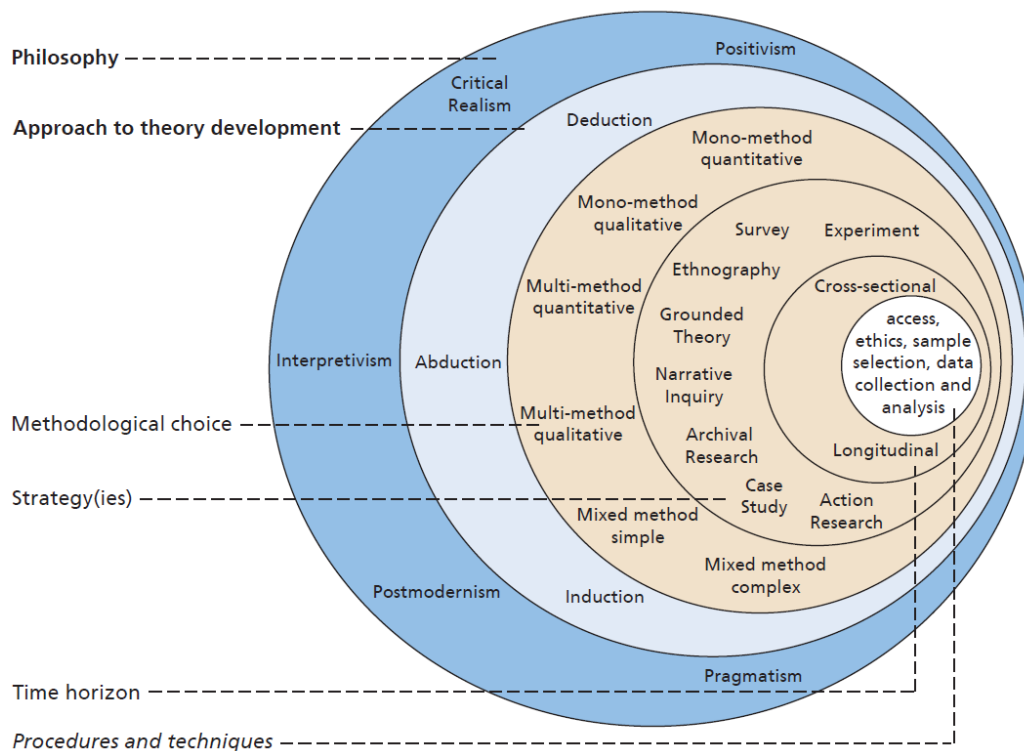 Philosophy
Positivism
Critical
Realism
Approach to theory development
Deduction
Mono-method
quantitative
Mono-method
qualitative
Survey
Experiment
Ethnography
Multi-method
quantitative
Cross-sectional
Grounded
Theory
access,
ethics, sample
selection, data
collection and
analysis
Interpretivism
Abduction
Narrative
Inquiry
Methodological choice
Multi-method
qualitative
Archival
Research
Longitudinal
Strategy(ies)
Case
Study
Action
Research
Mixed method
simple
Mixed method
complex
Postmodernism
Induction
Pragmatism
Time horizon
Procedures and techniques